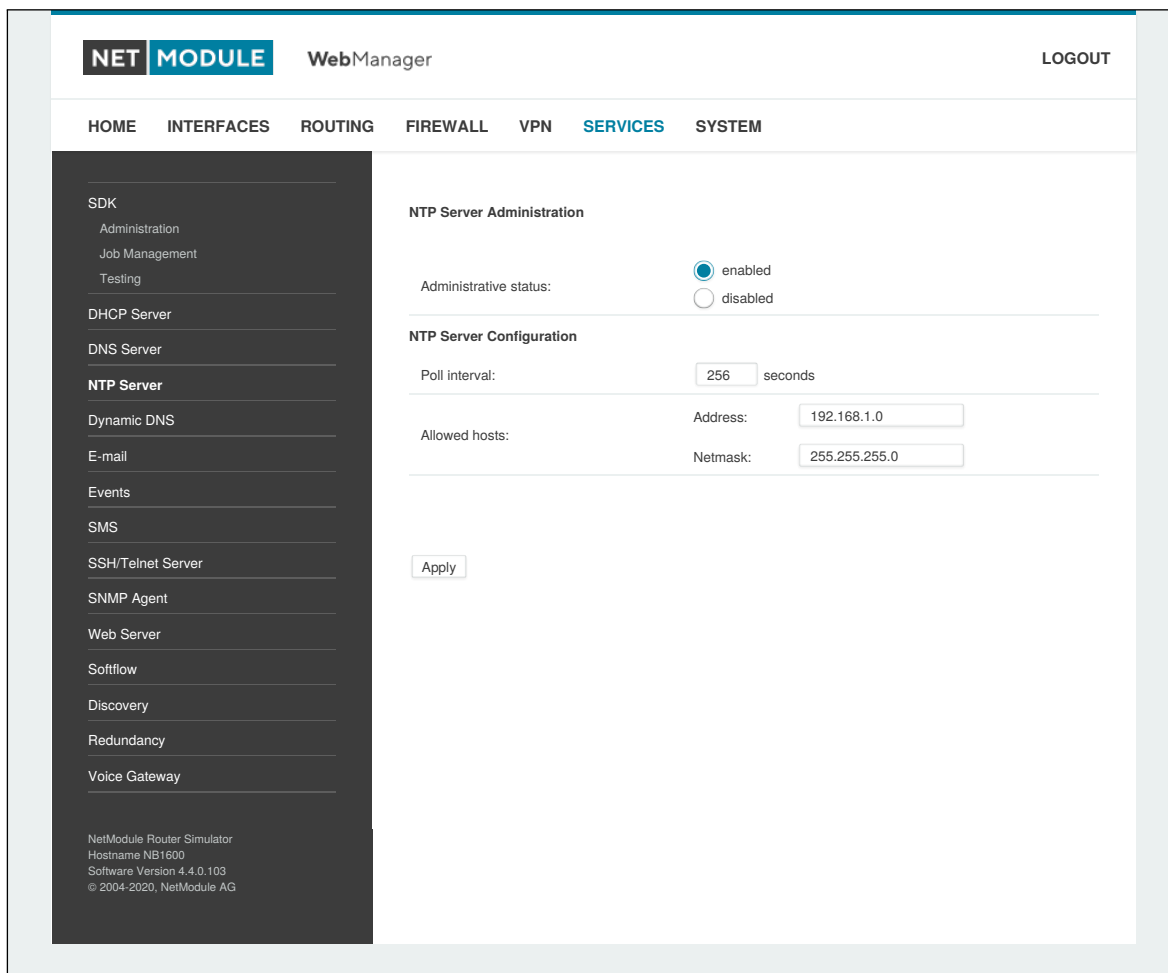 NET MODULE WebManager LOGOUT
HOME INTERFACES ROUTING FIREWALL VPN SERVICES SYSTEM
SDK
Administration
Job Management
Testing
DHCP Server
DNS Server
NTP Server
Dynamic DNS
E-mail
Events
SMS
SSH/Telnet Server
SNMP Agent
Web Server
Softflow
Discovery
Redundancy
Voice Gateway
NetModule Router Simulator
Hostname NB1600
Software Version 4.4.0.103
© 2004-2020, NetModule AG
NTP Server Administration
Administrative status:
enabled
disabled
NTP Server Configuration
Poll interval: 256 seconds
Allowed hosts:
Address: 192.168.1.0
Netmask: 255.255.255.0
Apply